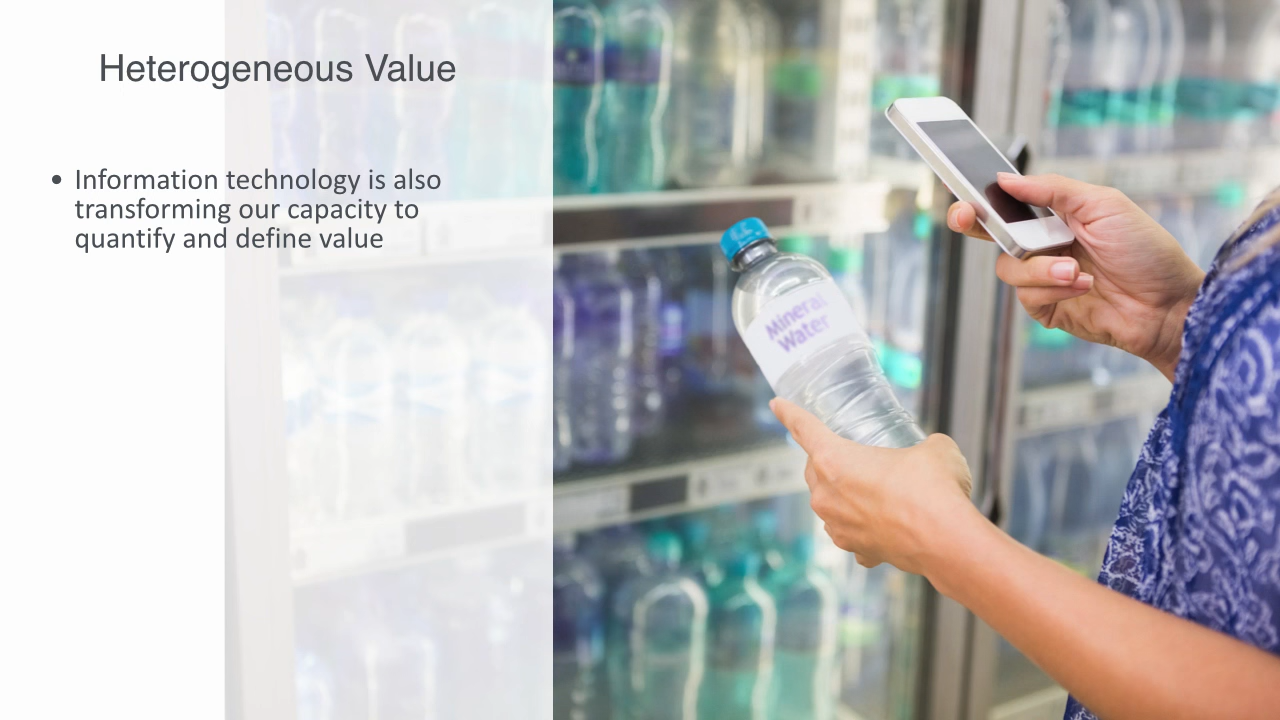 Heterogeneous Value
• Information technology is also
transforming our capacity to
quantify and define value
Mineral
Water